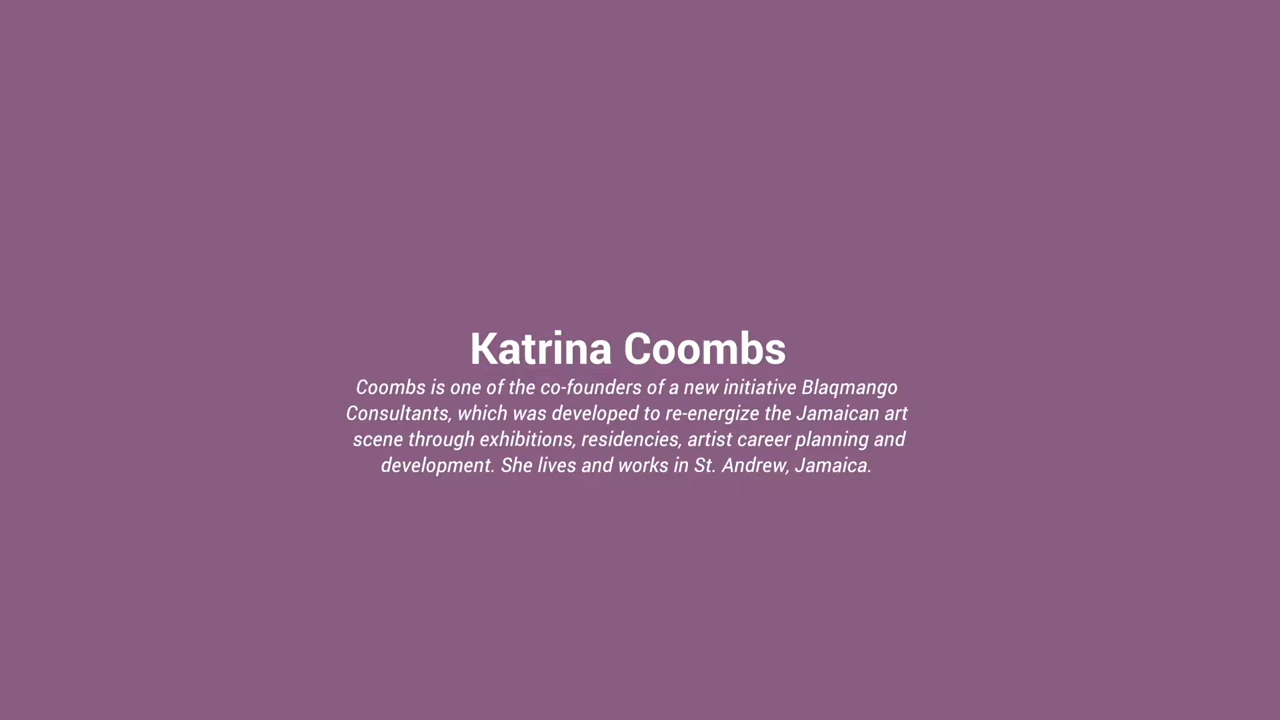 Katrina Coombs
Coombs is one of the co-founders of a new initiative Blaqmango
Consultants, which was developed to re-energize the Jamaican art
scene through exhibitions, residencies, artist career planning and
development. She lives and works in St. Andrew, Jamaica.